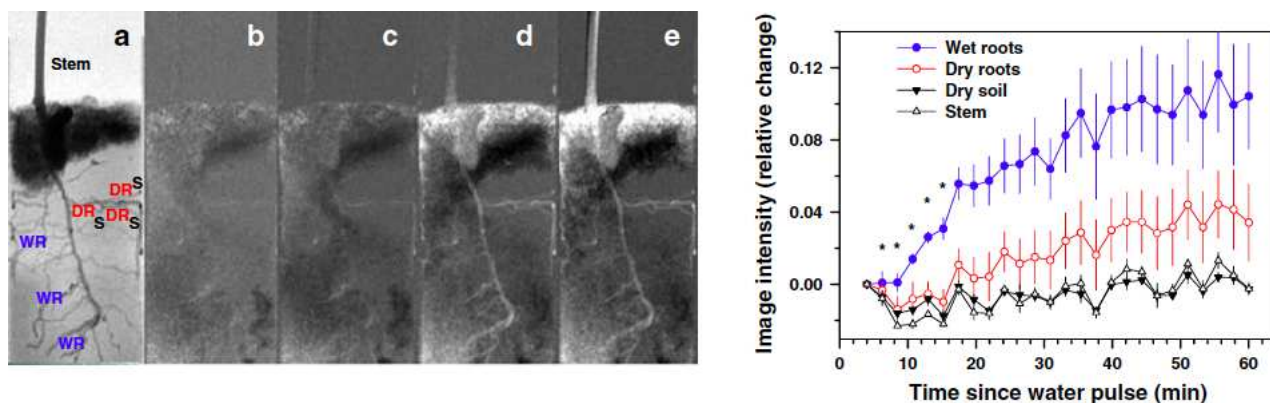 a b c d e
Stem
DR S
DR S DR S
WR
WR
WR
Wet roots
Dry roots
Dry soil
Stem
Image intensity (relative change)
0.12
0.08
0.04
0.00
* * * * *
0 10 20 30 40 50 60
Time since water pulse (min)